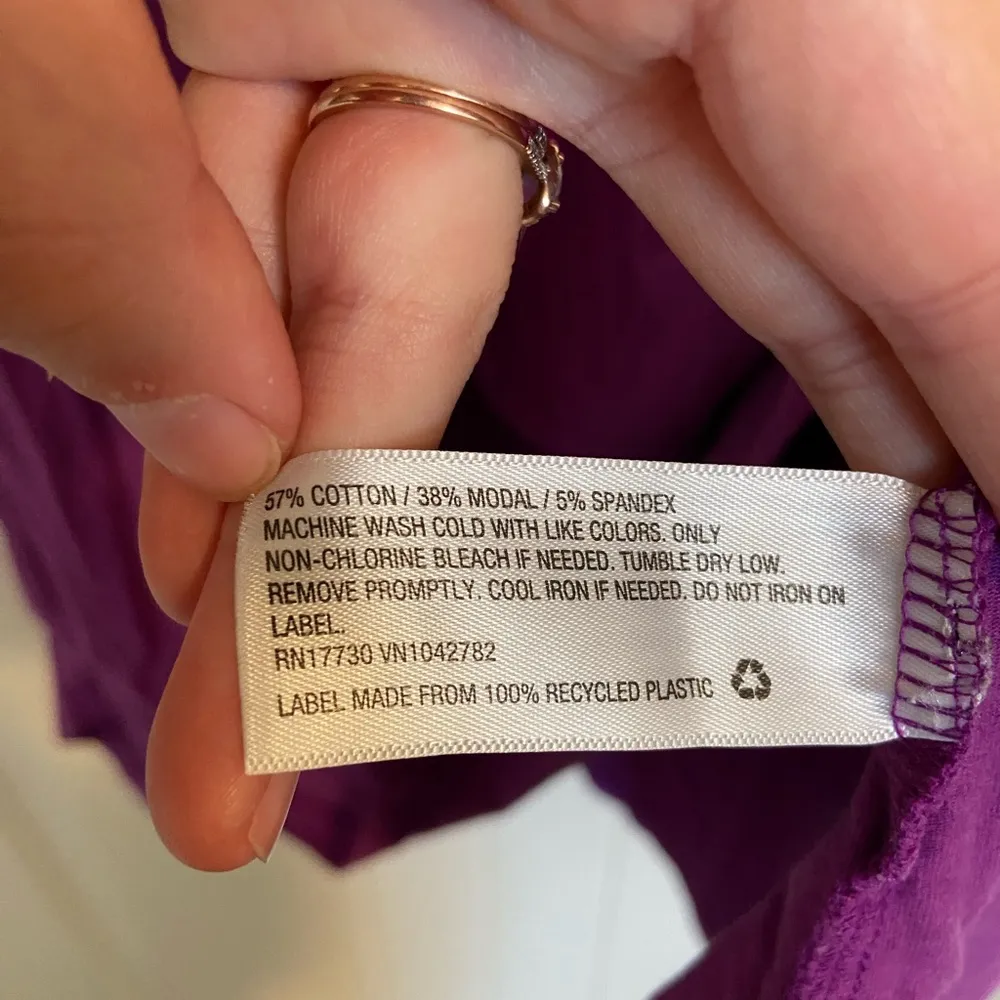 57% COTTON / 38% MODAL / 5% SPANDEX
MACHINE WASH COLD WITH LIKE COLORS. ONLY
NON-CHLORINE BLEACH IF NEEDED. TUMBLE DRY LOW.
REMOVE PROMPTLY. COOL IRON IF NEEDED. DO NOT IRON ON
LABEL.
RN17730 VN1042782
LABEL MADE FROM 100% RECYCLED PLASTIC